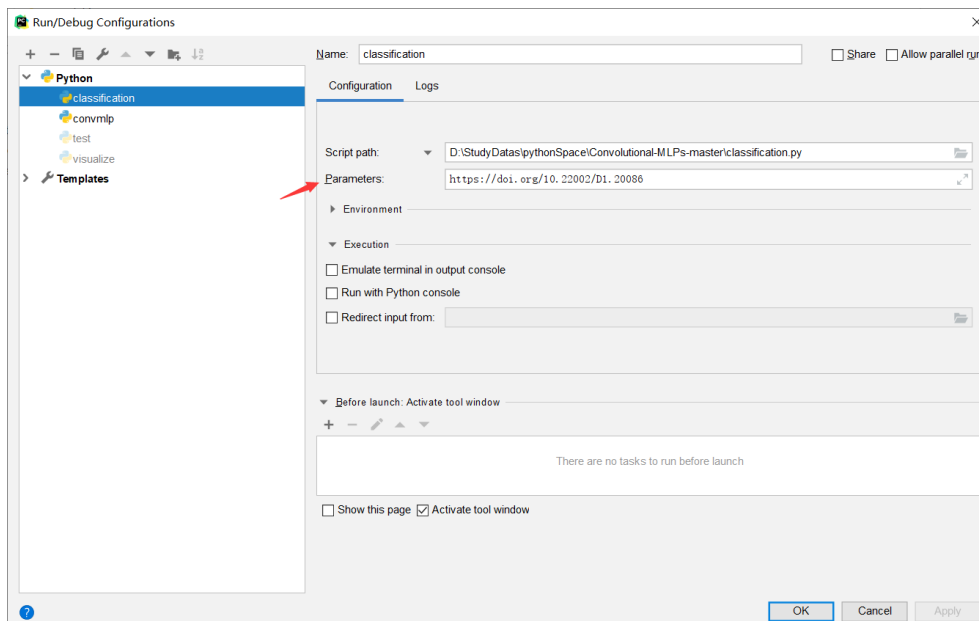 Run/Debug Configurations
Name: classification
Share
Allow parallel run
Python
classification
convmlp
test
visualize
Templates
Configuration Logs
Script path: D:\StudyDatas\pythonSpace\Convolutional-MLPs-master\classification.py
Parameters: https://doi.org/10.22002/D1.20086
Environment
Execution
Emulate terminal in output console
Run with Python console
Redirect input from:
Before launch: Activate tool window
There are no tasks to run before launch
Show this page Activate tool window
OK Cancel Apply